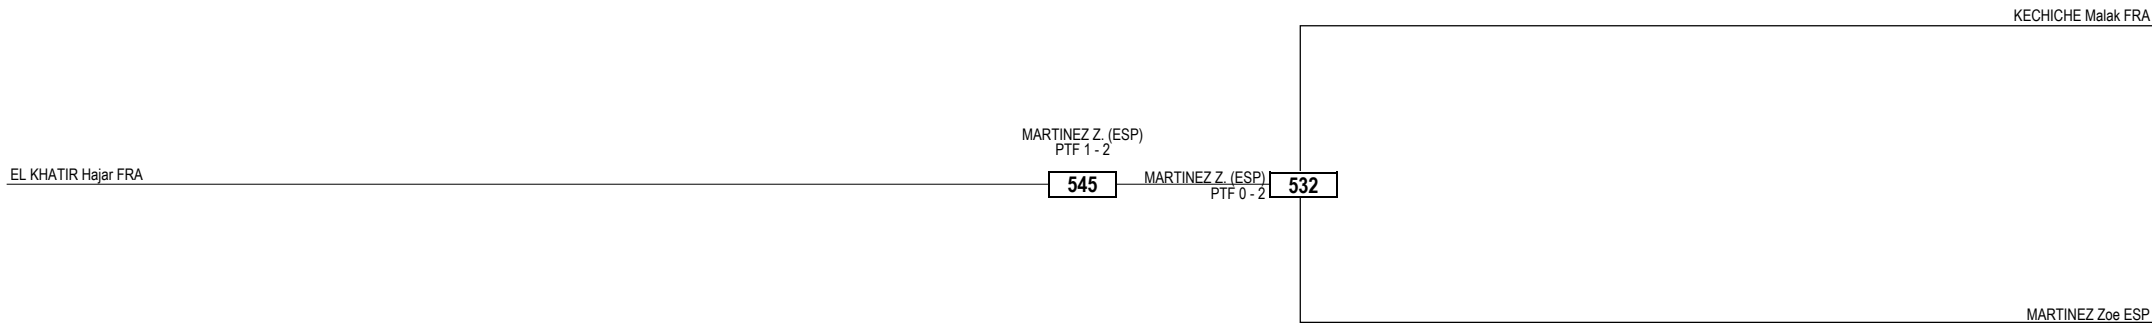 KECHICHE Malak FRA
MARTINEZ Z. (ESP)
PTF 1 - 2
EL KHATIR Hajar FRA
545
MARTINEZ Z. (ESP)
PTF 0 - 2
532
MARTINEZ Zoe ESP